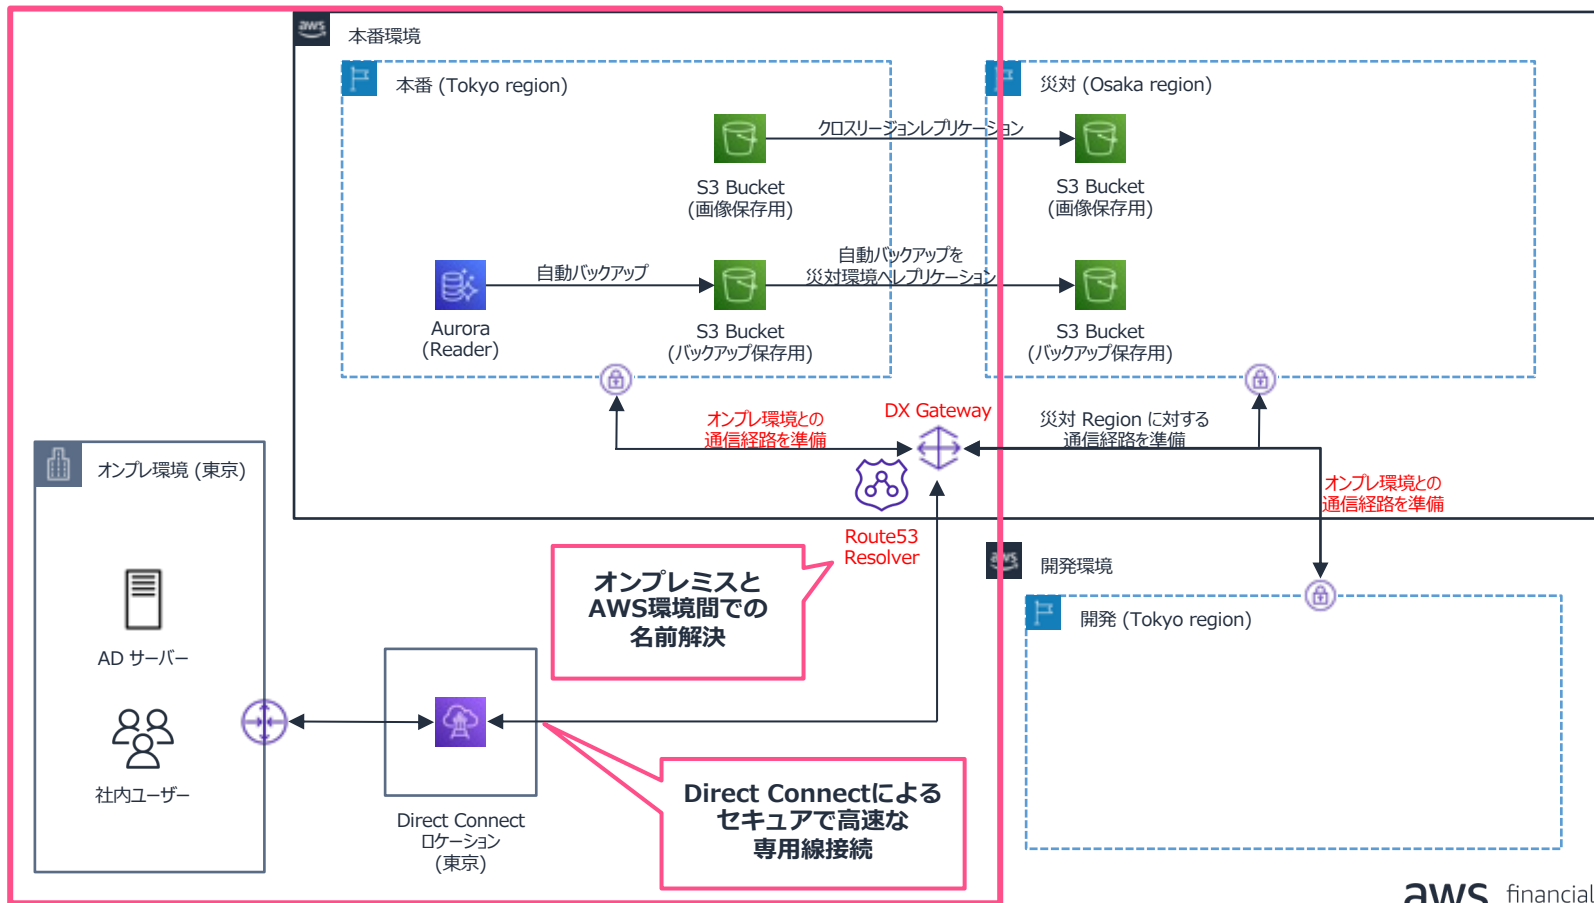 aws
本番環境
本番 (Tokyo region)
災対 (Osaka region)
クロスリージョンレプリケーション
S3 Bucket
(画像保存用)
S3 Bucket
(画像保存用)
自動バックアップ
自動バックアップを
災対環境へレプリケーション
Aurora
(Reader)
S3 Bucket
(バックアップ保存用)
S3 Bucket
(バックアップ保存用)
オンプレ環境との
通信経路を準備
DX Gateway
災対 Region に対する
通信経路を準備
オンプレ環境 (東京)
オンプレ環境との
通信経路を準備
Route53
Resolver
オンプレミスと
AWS環境間での
名前解決
aws
開発環境
開発 (Tokyo region)
AD サーバー
社内ユーザー
Direct Connect
ロケーション
(東京)
Direct Connectによる
セキュアで高速な
専用線接続
aws financial